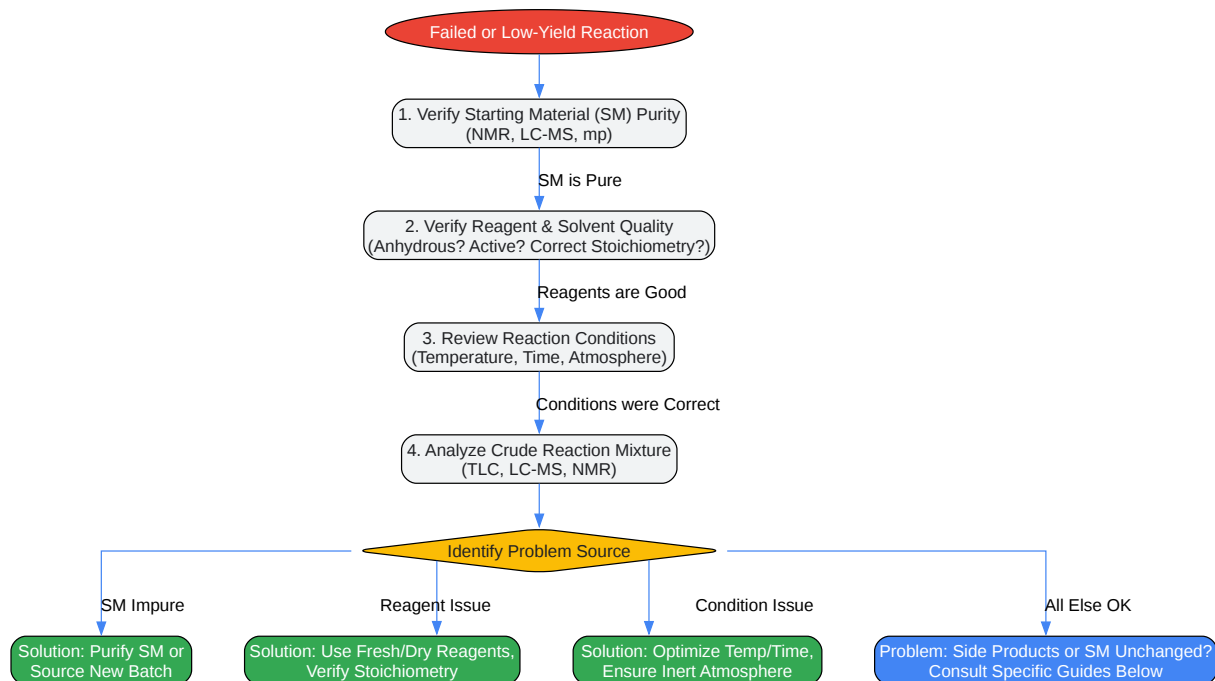 Failed or Low-Yield Reaction
1. Verify Starting Material (SM) Purity
(NMR, LC-MS, mp)
SM is Pure
2. Verify Reagent & Solvent Quality
(Anhydrous? Active? Correct Stoichiometry?)
Reagents are Good
3. Review Reaction Conditions
(Temperature, Time, Atmosphere)
Conditions were Correct
4. Analyze Crude Reaction Mixture
(TLC, LC-MS, NMR)
Identify Problem Source
SM Impure
Reagent Issue
Condition Issue
All Else OK
Solution: Purify SM or
Source New Batch
Solution: Use Fresh/Dry Reagents,
Verify Stoichiometry
Solution: Optimize Temp/Time,
Ensure Inert Atmosphere
Problem: Side Products or SM Unchanged?
Consult Specific Guides Below